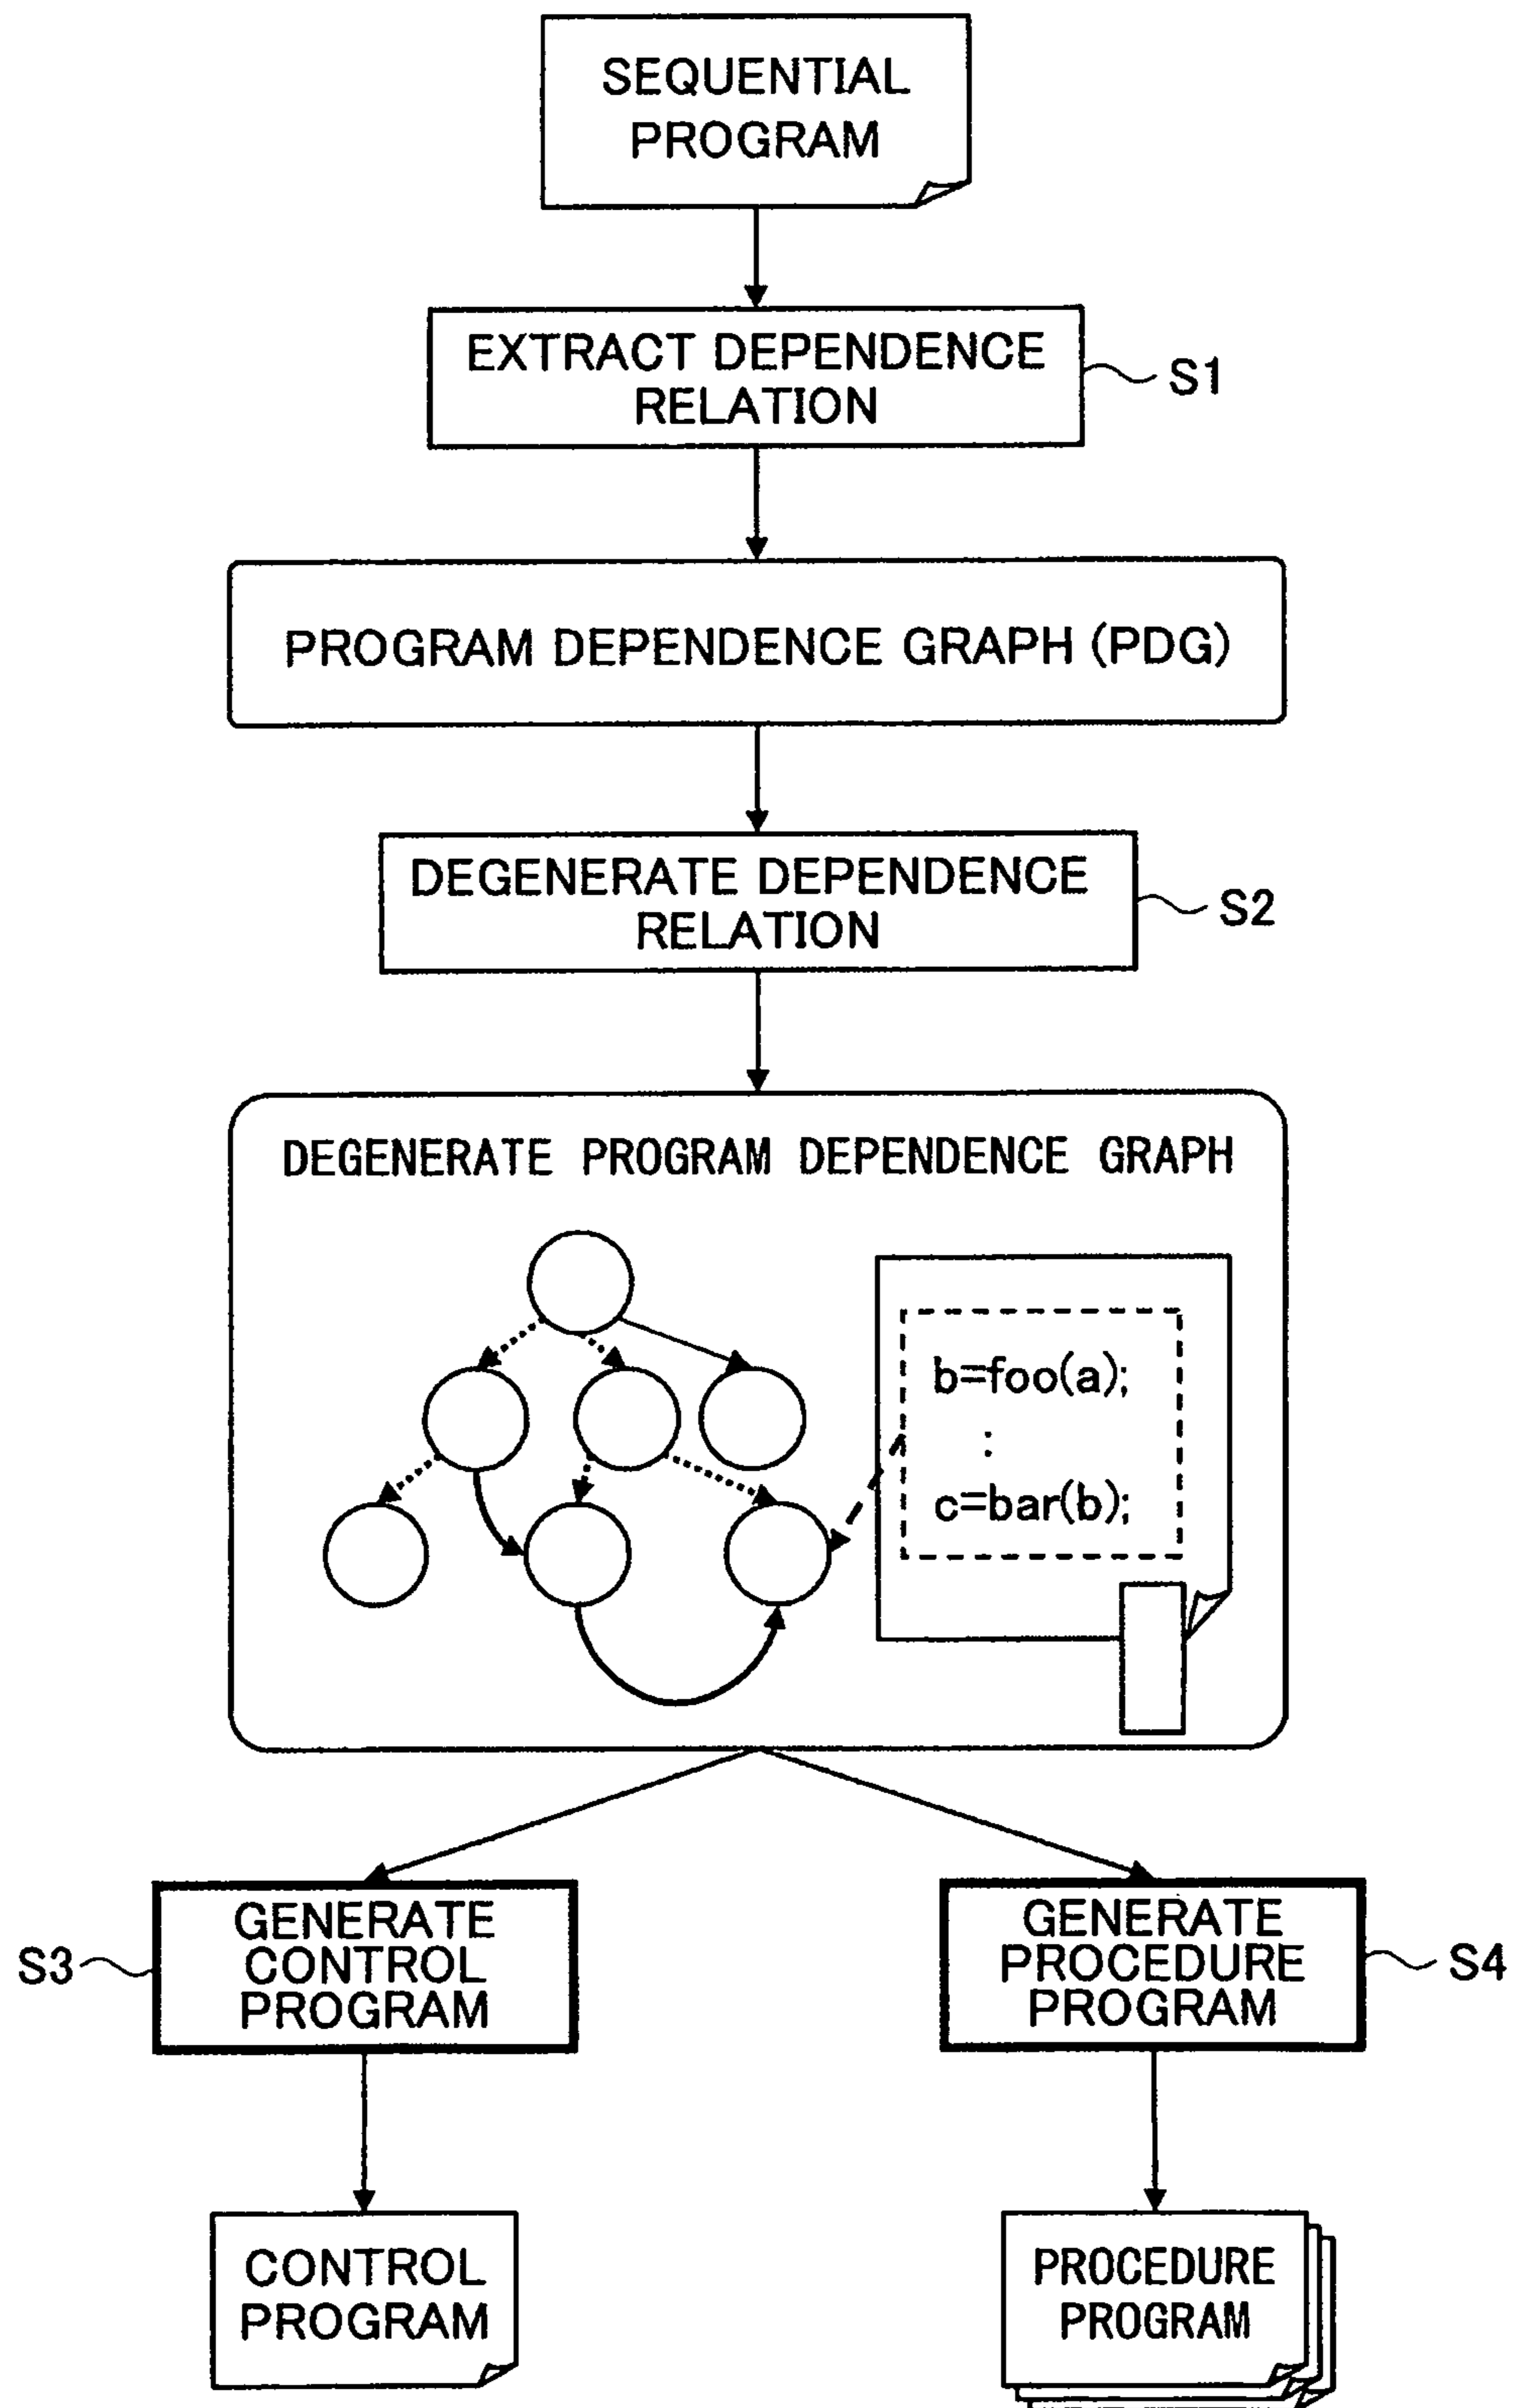 SEQUENTIAL
PROGRAM
EXTRACT DEPENDENCE
RELATION
S1
PROGRAM DEPENDENCE GRAPH (PDG)
DEGENERATE DEPENDENCE
RELATION
S2
DEGENERATE PROGRAM DEPENDENCE GRAPH
b=foo(a);
:
c=bar(b);
S3
GENERATE
CONTROL
PROGRAM
GENERATE
PROCEDURE
PROGRAM
S4
CONTROL
PROGRAM
PROCEDURE
PROGRAM